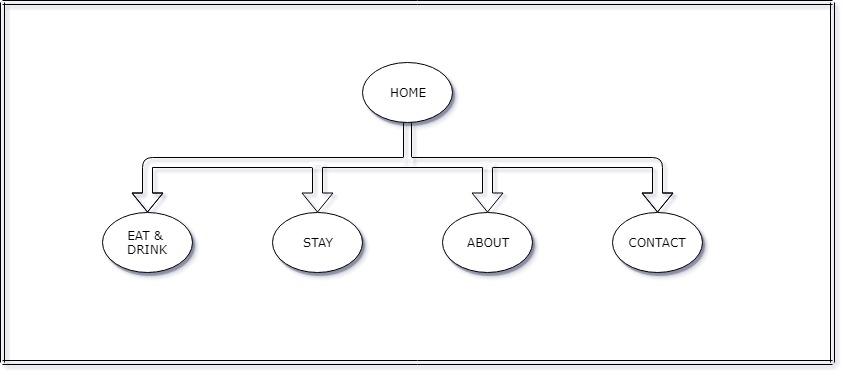 HOME
EAT &
DRINK
STAY
ABOUT
CONTACT